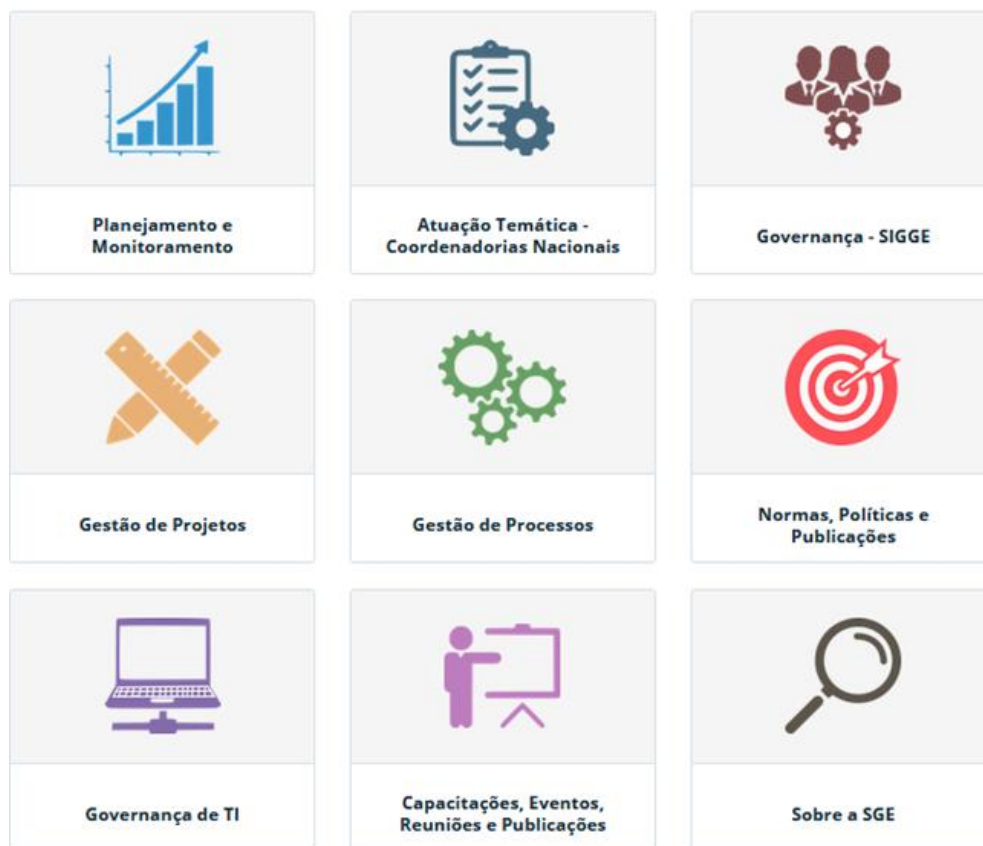 Planejamento e
Monitoramento
Atuação Temática -
Coordenadorias Nacionais
Governança - SIGGE
Gestão de Projetos
Gestão de Processos
Normas, Políticas e
Publicações
Governança de TI
Capacitações, Eventos,
Reuniões e Publicações
Sobre a SGE